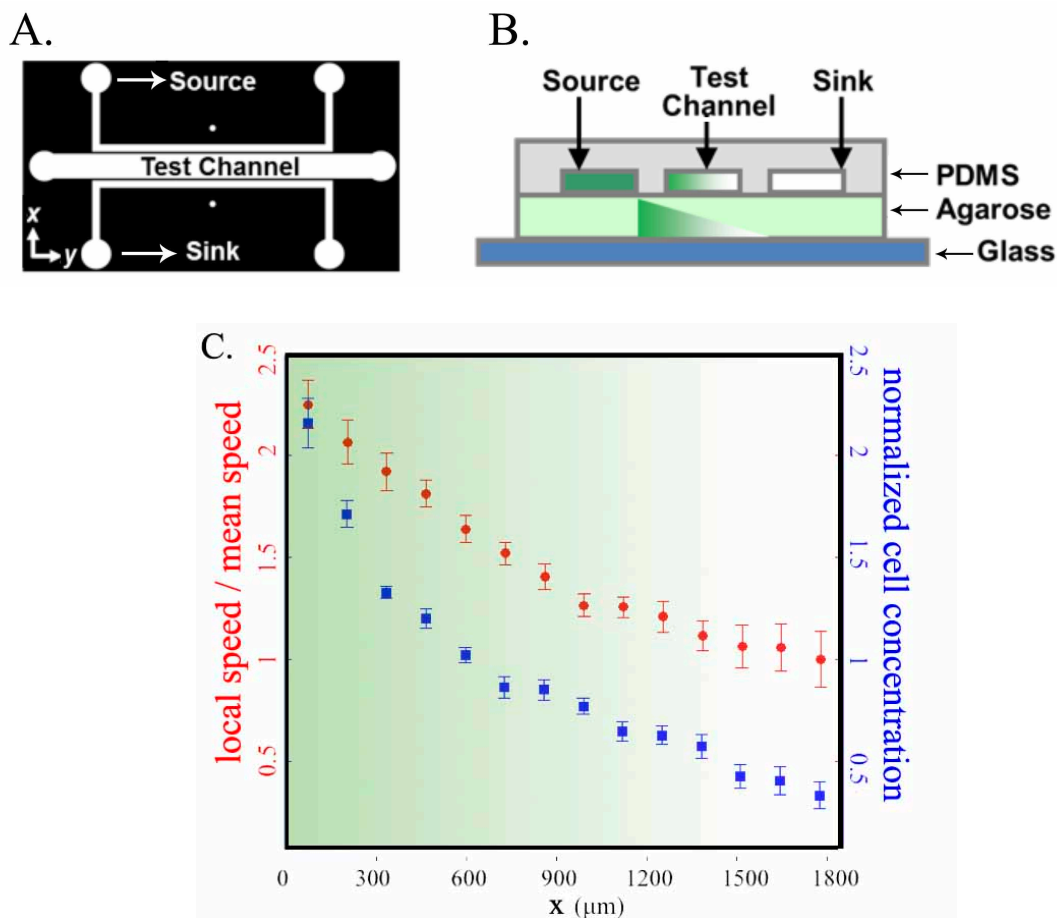 A.
Source
Test Channel
x
y
Sink
B.
Source
Test
Channel
Sink
PDMS
Agarose
Glass
C.
local speed / mean speed
2.5
2
1.5
1
0.5
normalized cell concentration
2.5
2
1.5
1
0.5
0 300 600 900 1200 1500 1800
x (μm)